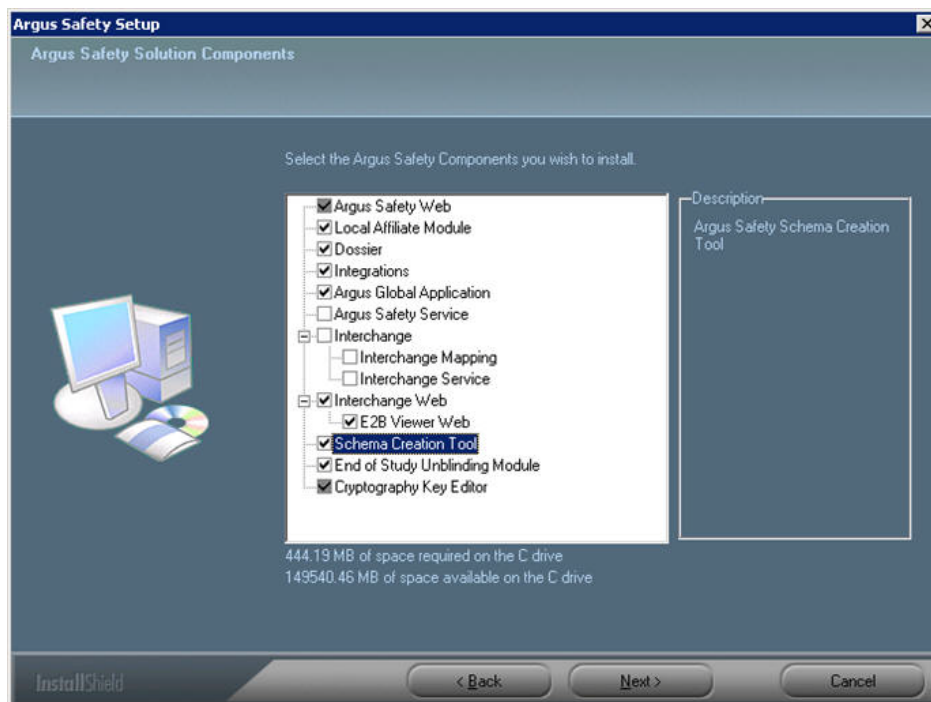 Argus Safety Setup
Argus Safety Solution Components
Select the Argus Safety Components you wish to install.
Argus Safety Web
Local Affiliate Module
Dossier
Integrations
Argus Global Application
Argus Safety Service
Interchange
Interchange Mapping
Interchange Service
Interchange Web
E2B Viewer Web
Schema Creation Tool
End of Study Unblinding Module
Cryptography Key Editor
Description
Argus Safety Schema Creation
Tool
444.19 MB of space required on the C drive
149540.46 MB of space available on the C drive
InstallShield
< Back
Next >
Cancel